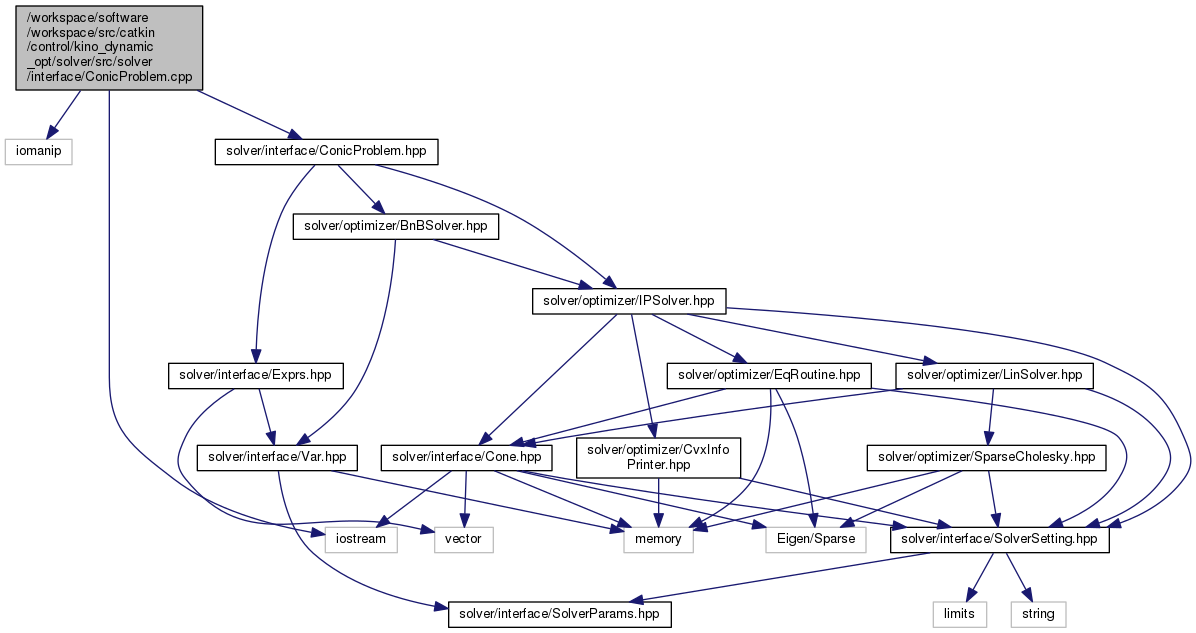 /workspace/software
/workspace/src/catkin
/control/kino_dynamic
_opt/solver/src/solver
/interface/ConicProblem.cpp
iomanip
solver/interface/ConicProblem.hpp
solver/optimizer/BnBSolver.hpp
solver/optimizer/IPSolver.hpp
solver/interface/Exprs.hpp
solver/optimizer/EqRoutine.hpp
solver/optimizer/LinSolver.hpp
solver/interface/Var.hpp
solver/interface/Cone.hpp
solver/optimizer/CvxInfo
Printer.hpp
solver/optimizer/SparseCholesky.hpp
iostream
vector
memory
Eigen/Sparse
solver/interface/SolverSetting.hpp
solver/interface/SolverParams.hpp
limits
string